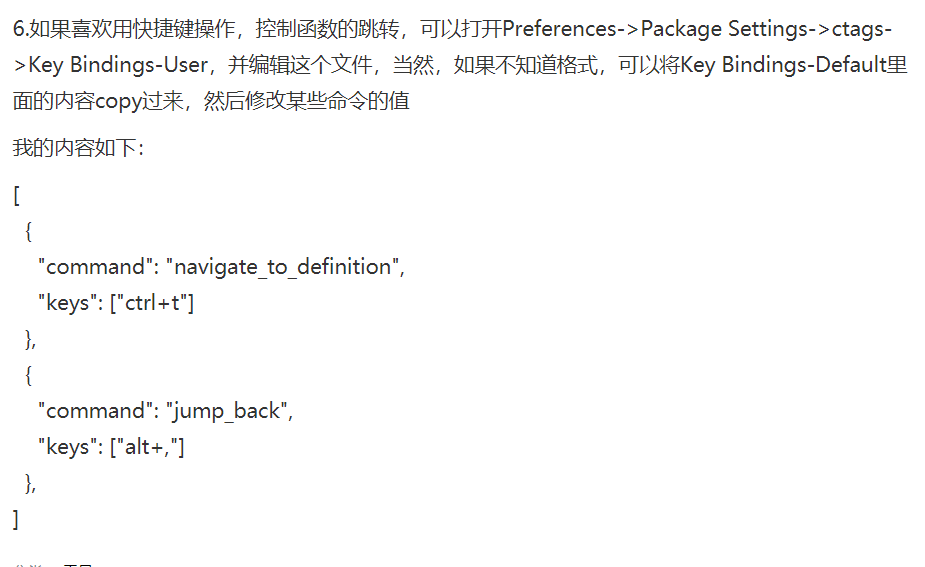 6.如果喜欢用快捷键操作，控制函数的跳转，可以打开Preferences->Package Settings->ctags-
>Key Bindings-User，并编辑这个文件，当然，如果不知道格式，可以将Key Bindings-Default里
面的内容copy过来，然后修改某些命令的值
我的内容如下：
[
{
"command": "navigate_to_definition",
"keys": ["ctrl+t"]
},
{
"command": "jump_back",
"keys": ["alt+,"]
},
]